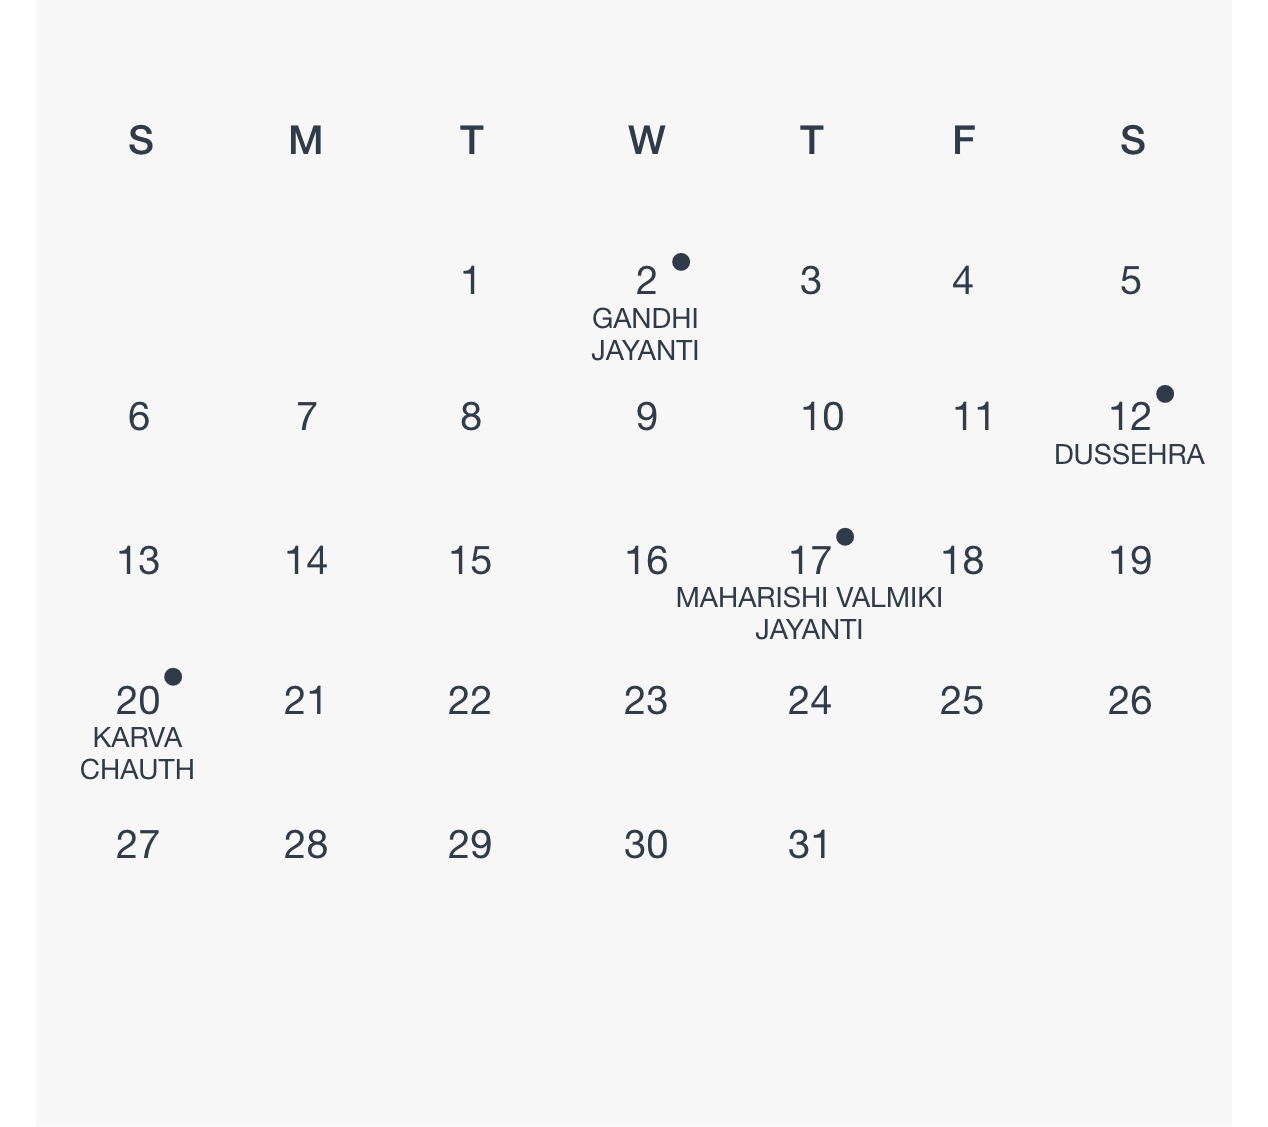 S M T W T F S
1 2 3 4 5
GANDHI
JAYANTI
6 7 8 9 10 11 12
DUSSEHRA
13 14 15 16 17 18 19
MAHARISHI VALMIKI
JAYANTI
20 21 22 23 24 25 26
KARVA
CHAUTH
27 28 29 30 31